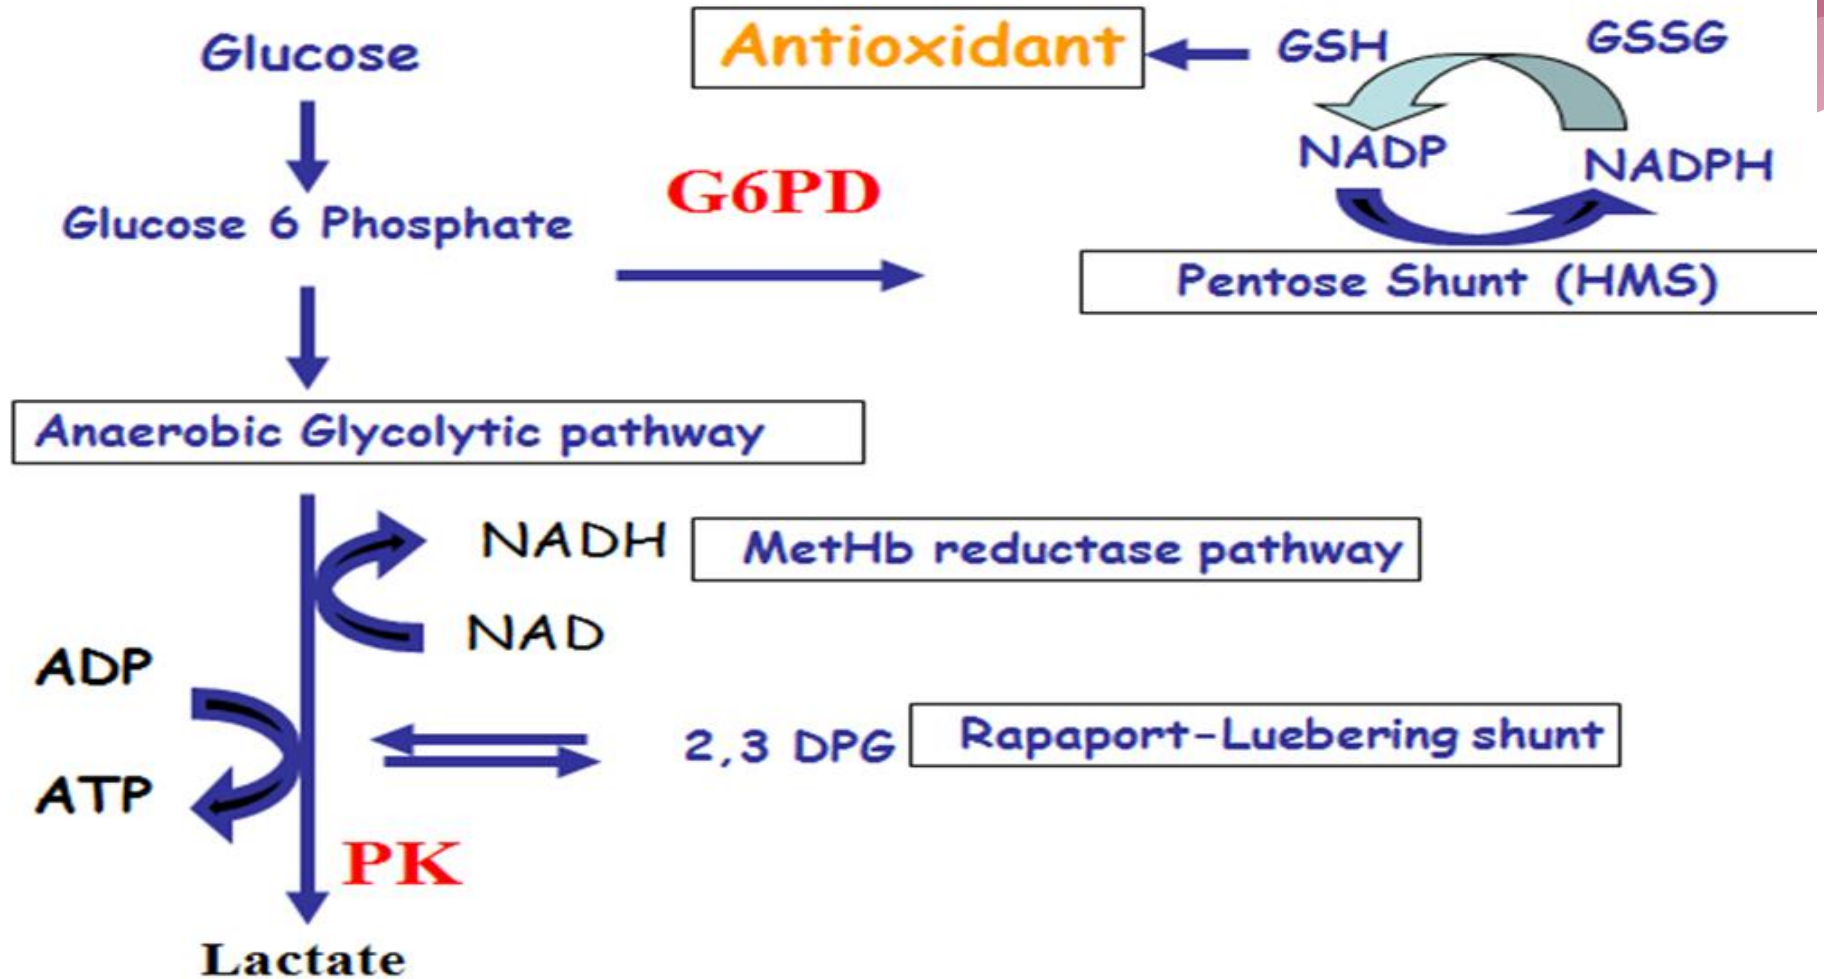 Glucose
Antioxidant
GSH
GSSG
NADP
NADPH
G6PD
Glucose 6 Phosphate
Pentose Shunt (HMS)
Anaerobic Glycolytic pathway
NADH
MetHb reductase pathway
NAD
ADP
2,3 DPG
Rapaport-Luebering shunt
ATP
PK
Lactate